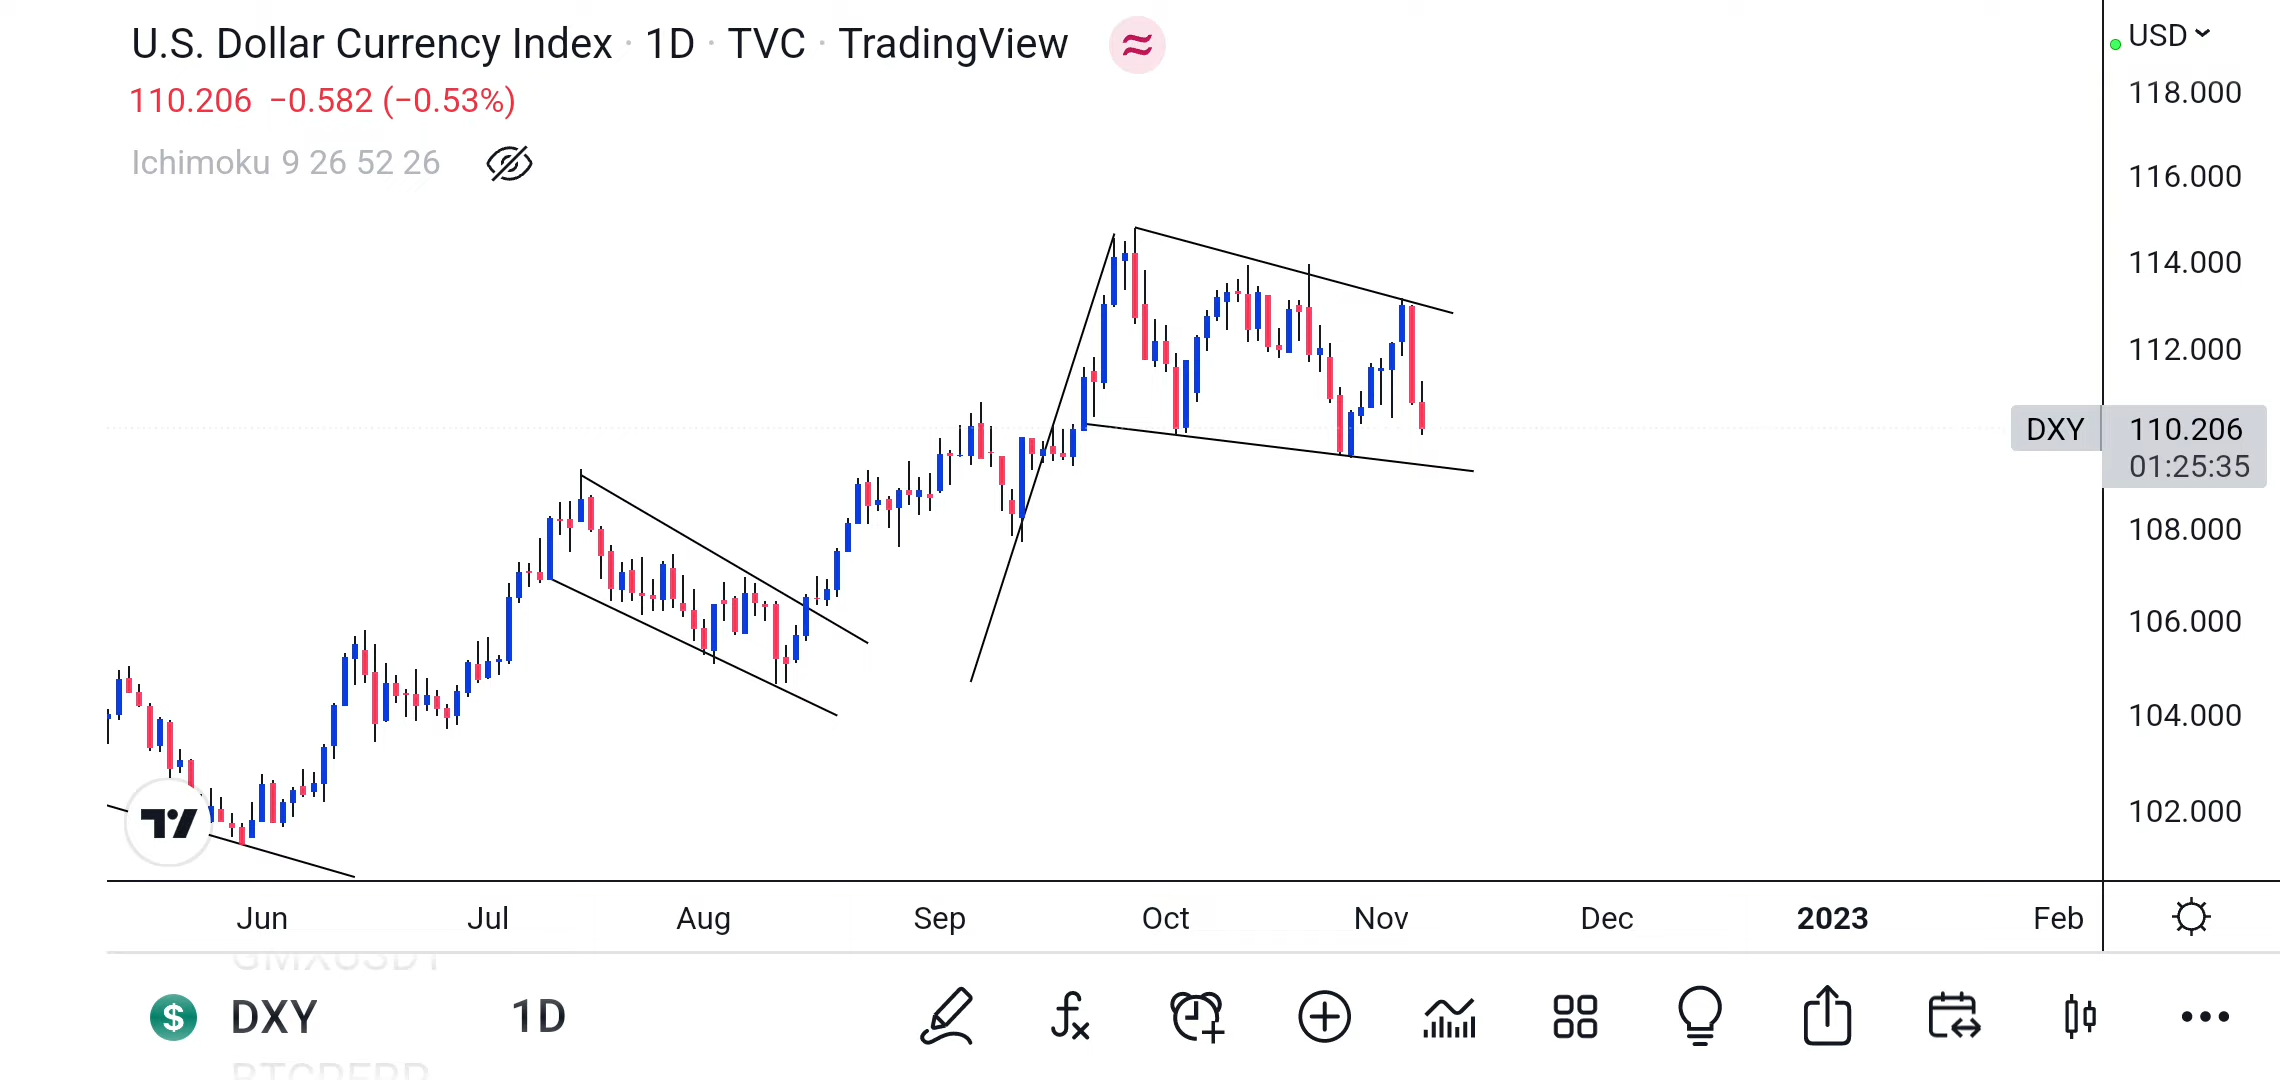 U.S. Dollar Currency Index · 1D · TVC · TradingView
110.206 −0.582 (−0.53%)
Ichimoku 9 26 52 26
USD
118.000
116.000
114.000
112.000
DXY 110.206
01:25:35
108.000
106.000
104.000
102.000
Jun Jul Aug Sep Oct Nov Dec 2023 Feb
GMXUSDT
$ DXY 1D